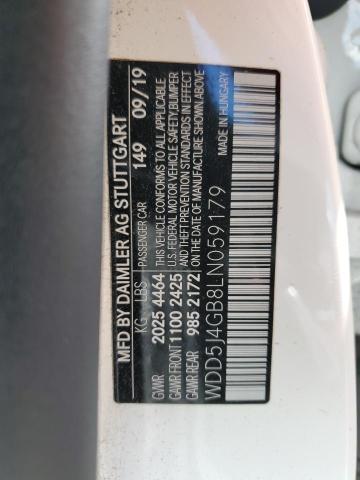 MFD BY DAIMLER AG STUTTGART
KG LBS PASSENGER CAR 149 09/19
GVWR 2025 4464 THIS VEHICLE CONFORMS TO ALL APPLICABLE
GAWR FRONT 1100 2425 U.S. FEDERAL MOTOR VEHICLE SAFETY, BUMPER
GAWR REAR 985 2172 AND THEFT PREVENTION STANDARDS IN EFFECT
ON THE DATE OF MANUFACTURE SHOWN ABOVE
WDD5J4GB8LN059179 MADE IN HUNGARY